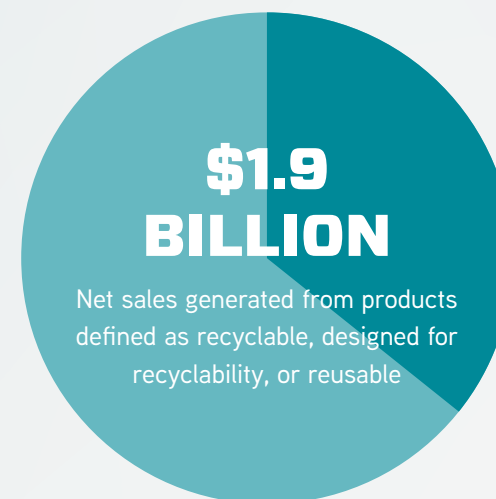 $1.9
BILLION
Net sales generated from products
defined as recyclable, designed for
recyclability, or reusable